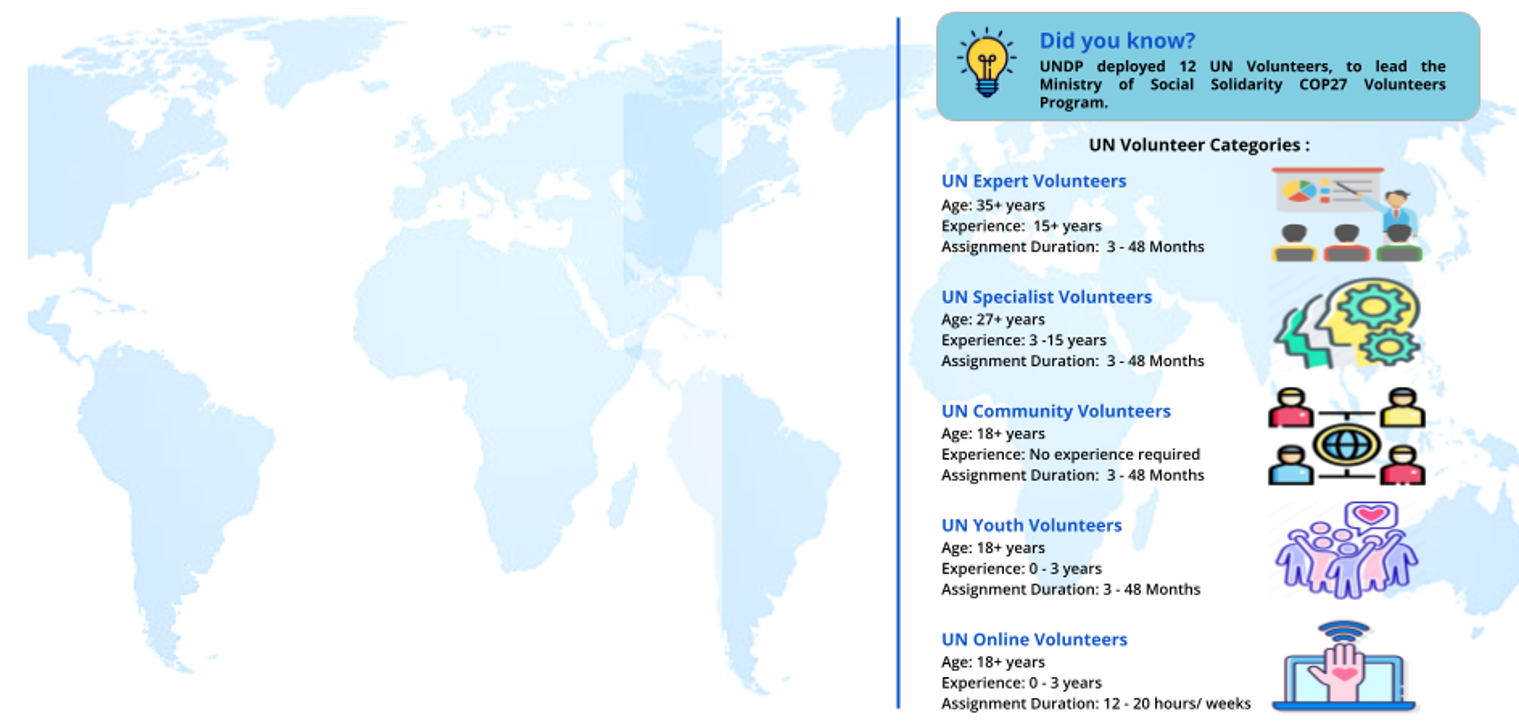 Did you know?
UNDP deployed 12 UN Volunteers, to lead the
Ministry of Social Solidarity COP27 Volunteers
Program.
UN Volunteer Categories :
UN Expert Volunteers
Age: 35+ years
Experience: 15+ years
Assignment Duration: 3 - 48 Months
UN Specialist Volunteers
Age: 27+ years
Experience: 3 -15 years
Assignment Duration: 3 - 48 Months
UN Community Volunteers
Age: 18+ years
Experience: No experience required
Assignment Duration: 3 - 48 Months
UN Youth Volunteers
Age: 18+ years
Experience: 0 - 3 years
Assignment Duration: 3 - 48 Months
UN Online Volunteers
Age: 18+ years
Experience: 0 - 3 years
Assignment Duration: 12 - 20 hours/ weeks